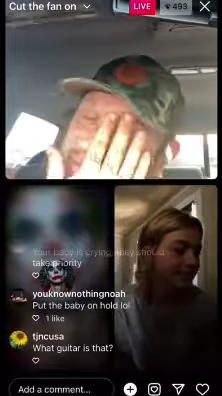 Cut the fan on
LIVE
493
Your baby is crying they should
take priority
youknownothingnoah
Put the baby on hold lol
1 like
tjncusa
What guitar is that?
Add a comment...